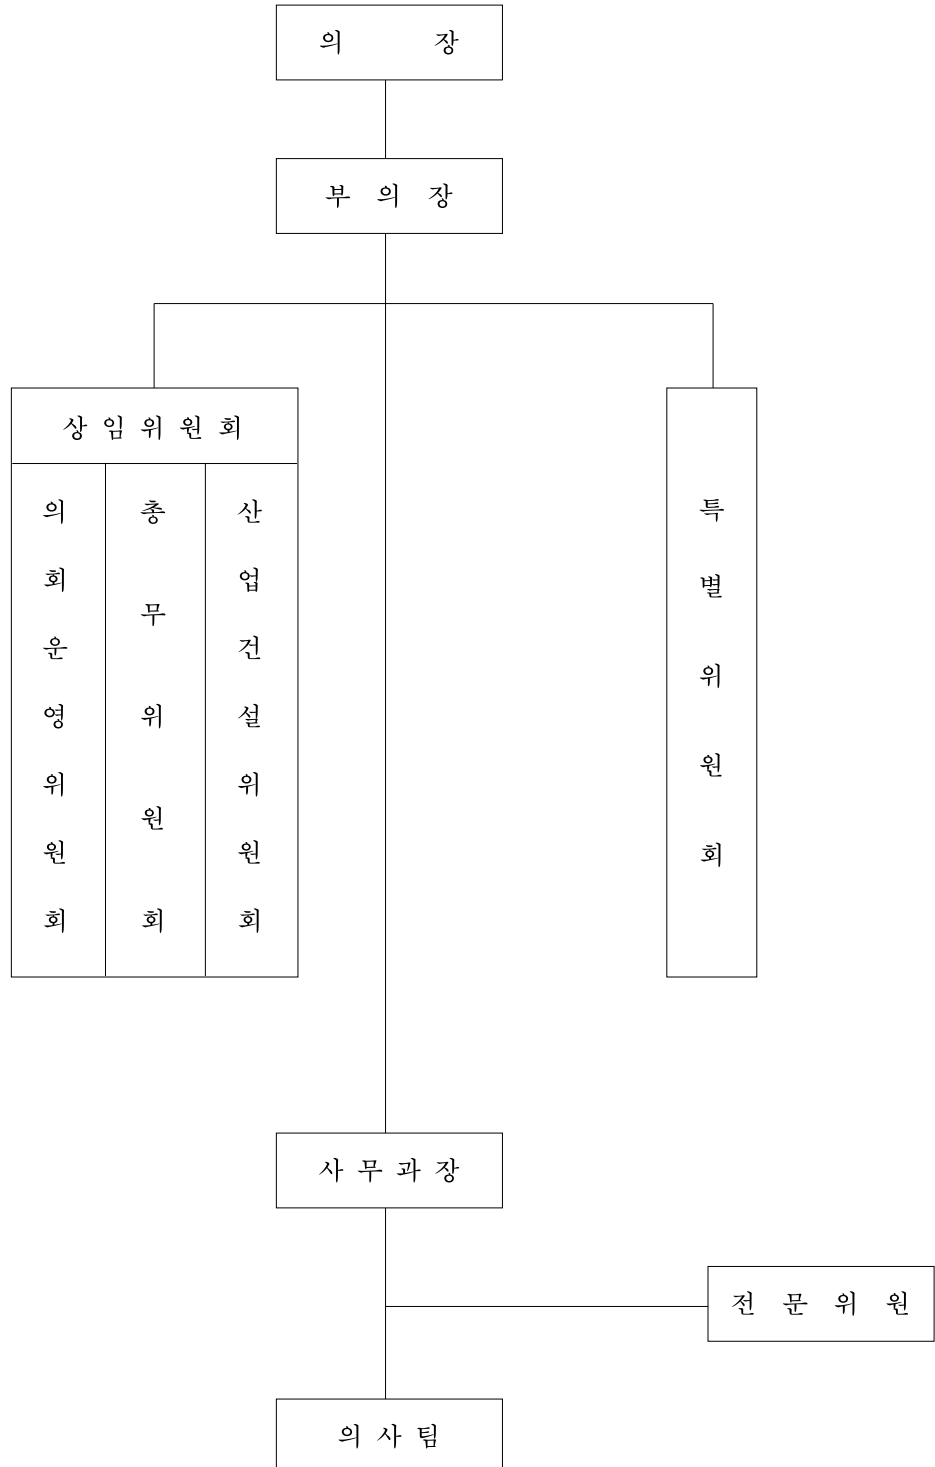 의 장
부 의 장
상 임 위 원 회
의회운영위원회
총무위원회
산업건설위원회
특별위원회
사 무 과 장
전 문 위 원
의 사 팀